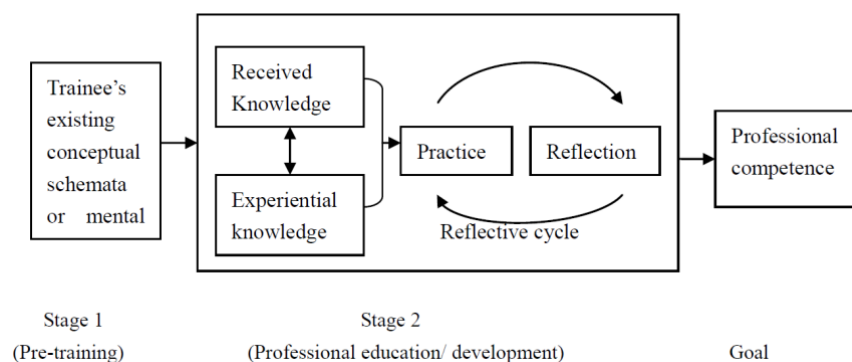 Trainee's
existing
conceptual
schemata
or mental
Received
Knowledge
Experiential
knowledge
Practice
Reflection
Reflective cycle
Professional
competence
Stage 1
(Pre-training)
Stage 2
(Professional education/ development)
Goal